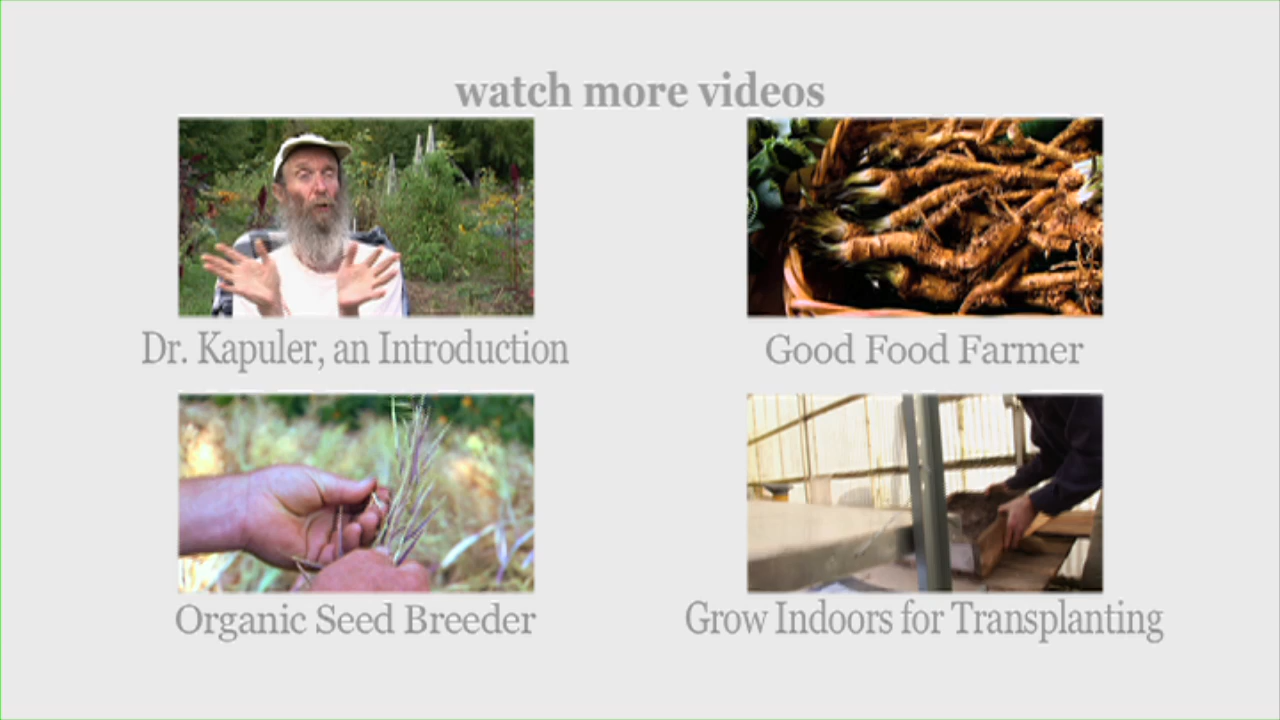 watch more videos
Dr. Kapuler, an Introduction
Good Food Farmer
Organic Seed Breeder
Grow Indoors for Transplanting